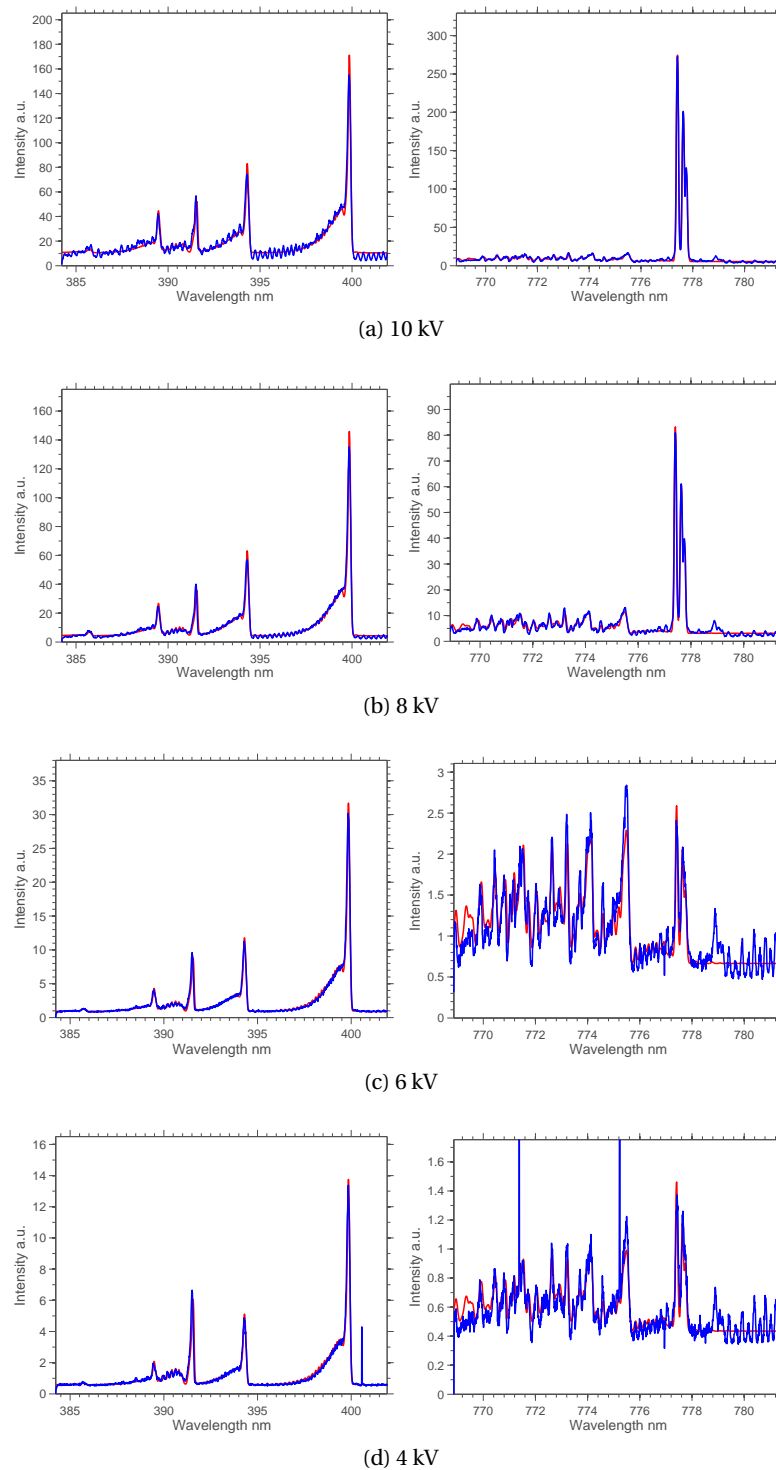 Intensity a.u.
200
180
160
140
120
100
80
60
40
20
0
385 390 395 400
Wavelength nm
Intensity a.u.
300
250
200
150
100
50
0
770 772 774 776 778 780
Wavelength nm
(a) 10 kV
Intensity a.u.
160
140
120
100
80
60
40
20
0
385 390 395 400
Wavelength nm
Intensity a.u.
90
80
70
60
50
40
30
20
10
0
770 772 774 776 778 780
Wavelength nm
(b) 8 kV
Intensity a.u.
35
30
25
20
15
10
5
0
385 390 395 400
Wavelength nm
Intensity a.u.
3
2.5
2
1.5
1
0.5
0
770 772 774 776 778 780
Wavelength nm
(c) 6 kV
Intensity a.u.
16
14
12
10
8
6
4
2
0
385 390 395 400
Wavelength nm
Intensity a.u.
1.6
1.4
1.2
1
0.8
0.6
0.4
0.2
0
770 772 774 776 778 780
Wavelength nm
(d) 4 kV